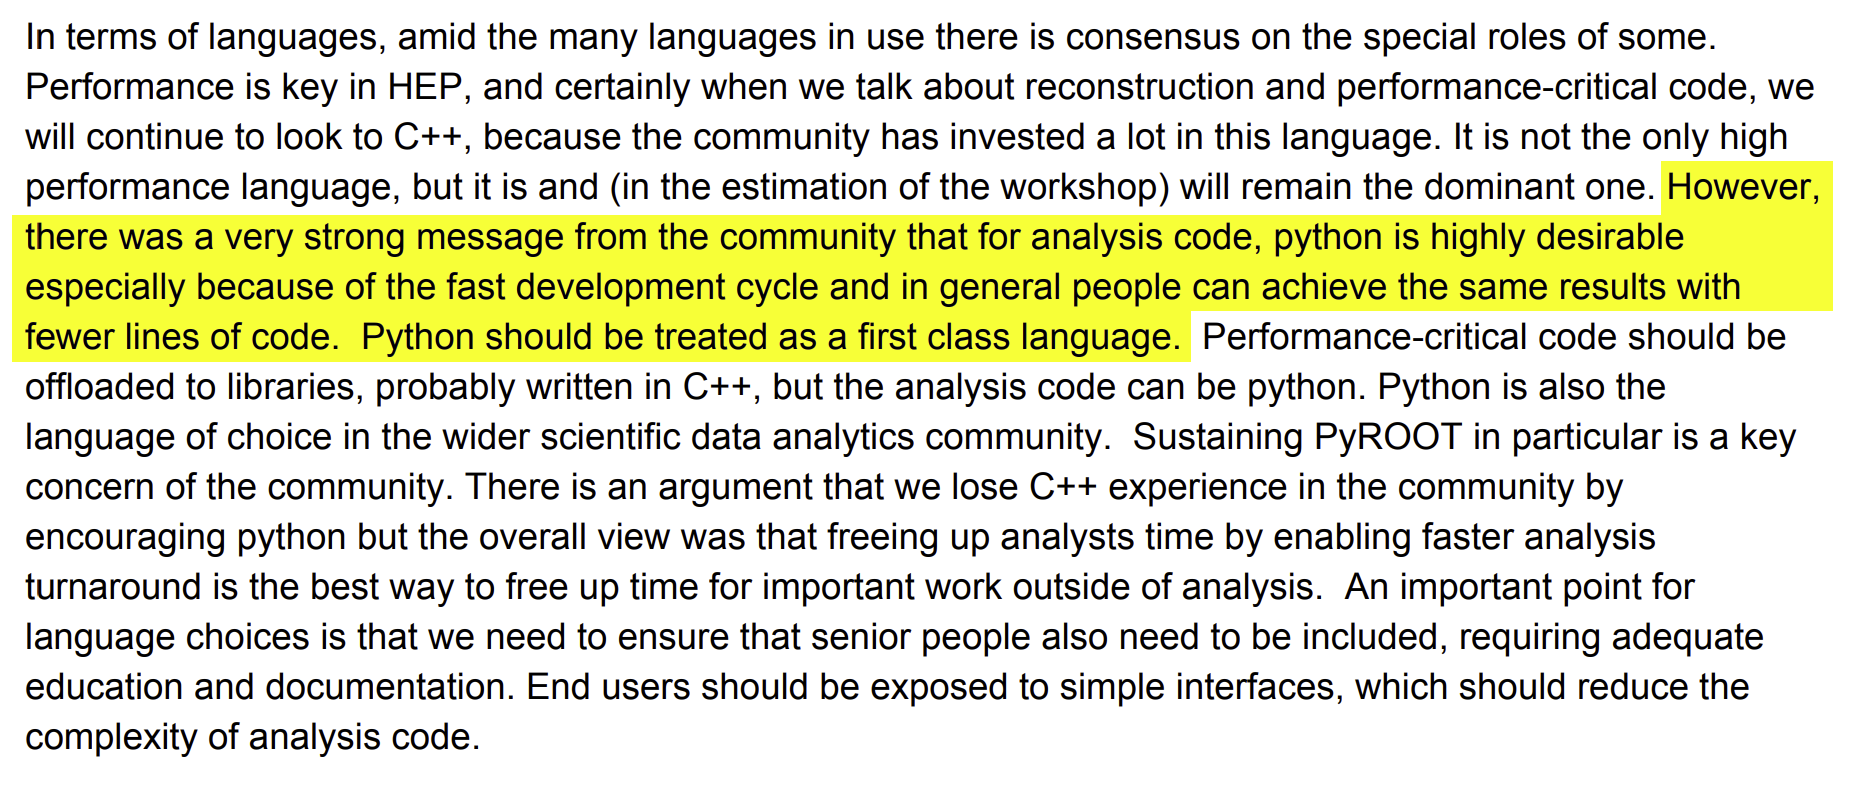 In terms of languages, amid the many languages in use there is consensus on the special roles of some.
Performance is key in HEP, and certainly when we talk about reconstruction and performance-critical code, we
will continue to look to C++, because the community has invested a lot in this language. It is not the only high
performance language, but it is and (in the estimation of the workshop) will remain the dominant one. However,
there was a very strong message from the community that for analysis code, python is highly desirable
especially because of the fast development cycle and in general people can achieve the same results with
fewer lines of code.  Python should be treated as a first class language.  Performance-critical code should be
offloaded to libraries, probably written in C++, but the analysis code can be python. Python is also the
language of choice in the wider scientific data analytics community.  Sustaining PyROOT in particular is a key
concern of the community. There is an argument that we lose C++ experience in the community by
encouraging python but the overall view was that freeing up analysts time by enabling faster analysis
turnaround is the best way to free up time for important work outside of analysis.  An important point for
language choices is that we need to ensure that senior people also need to be included, requiring adequate
education and documentation. End users should be exposed to simple interfaces, which should reduce the
complexity of analysis code.